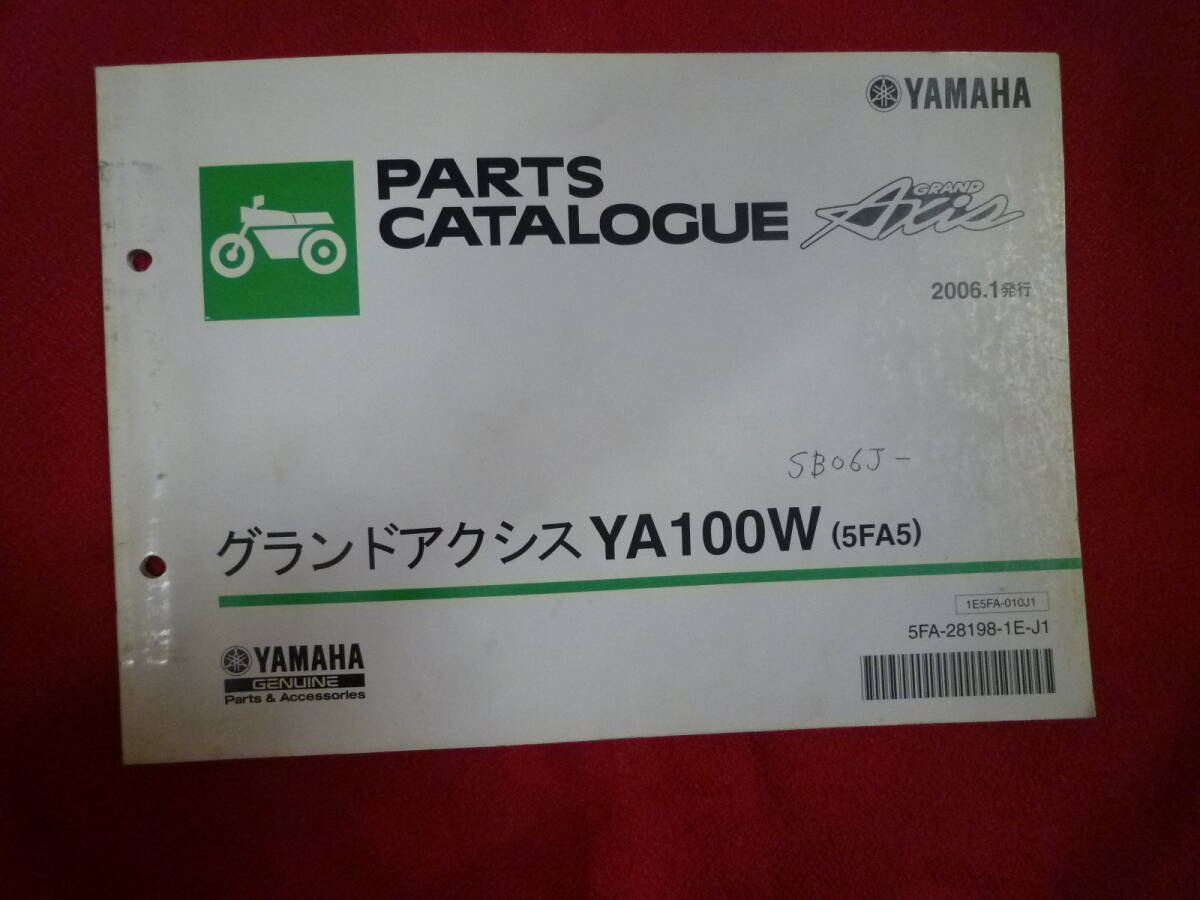 YAMAHA
PARTS
CATALOGUE
GRAND
Axis
2006.1発行
SB06J-
グランドアクシス YA100W (5FA5)
1E5FA-010J1
5FA-28198-1E-J1
YAMAHA
GENUINE
Parts & Accessories